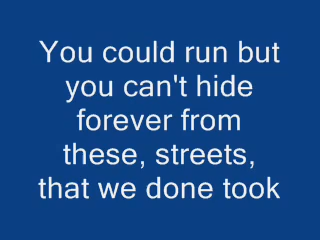 You could run but
you can't hide
forever from
these, streets,
that we done took